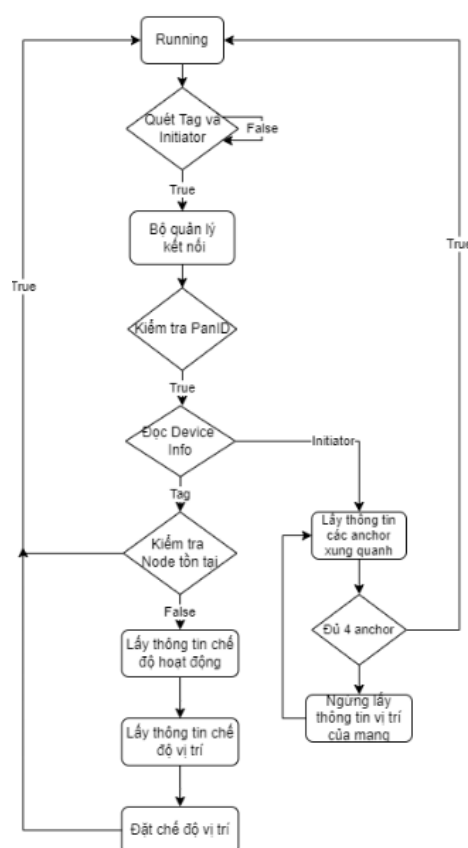 Running
Quét Tag và
Initiator
False
True
Bộ quản lý
kết nối
True
True
Kiểm tra PanID
True
Đọc Device
Info
Initiator
Tag
Lấy thông tin
các anchor
xung quanh
Kiểm tra
Node tồn tại
False
Đủ 4 anchor
Lấy thông tin chế
độ hoạt động
Ngừng lấy
thông tin vị trí
của mạng
Lấy thông tin chế
độ vị trí
Đặt chế độ vị trí